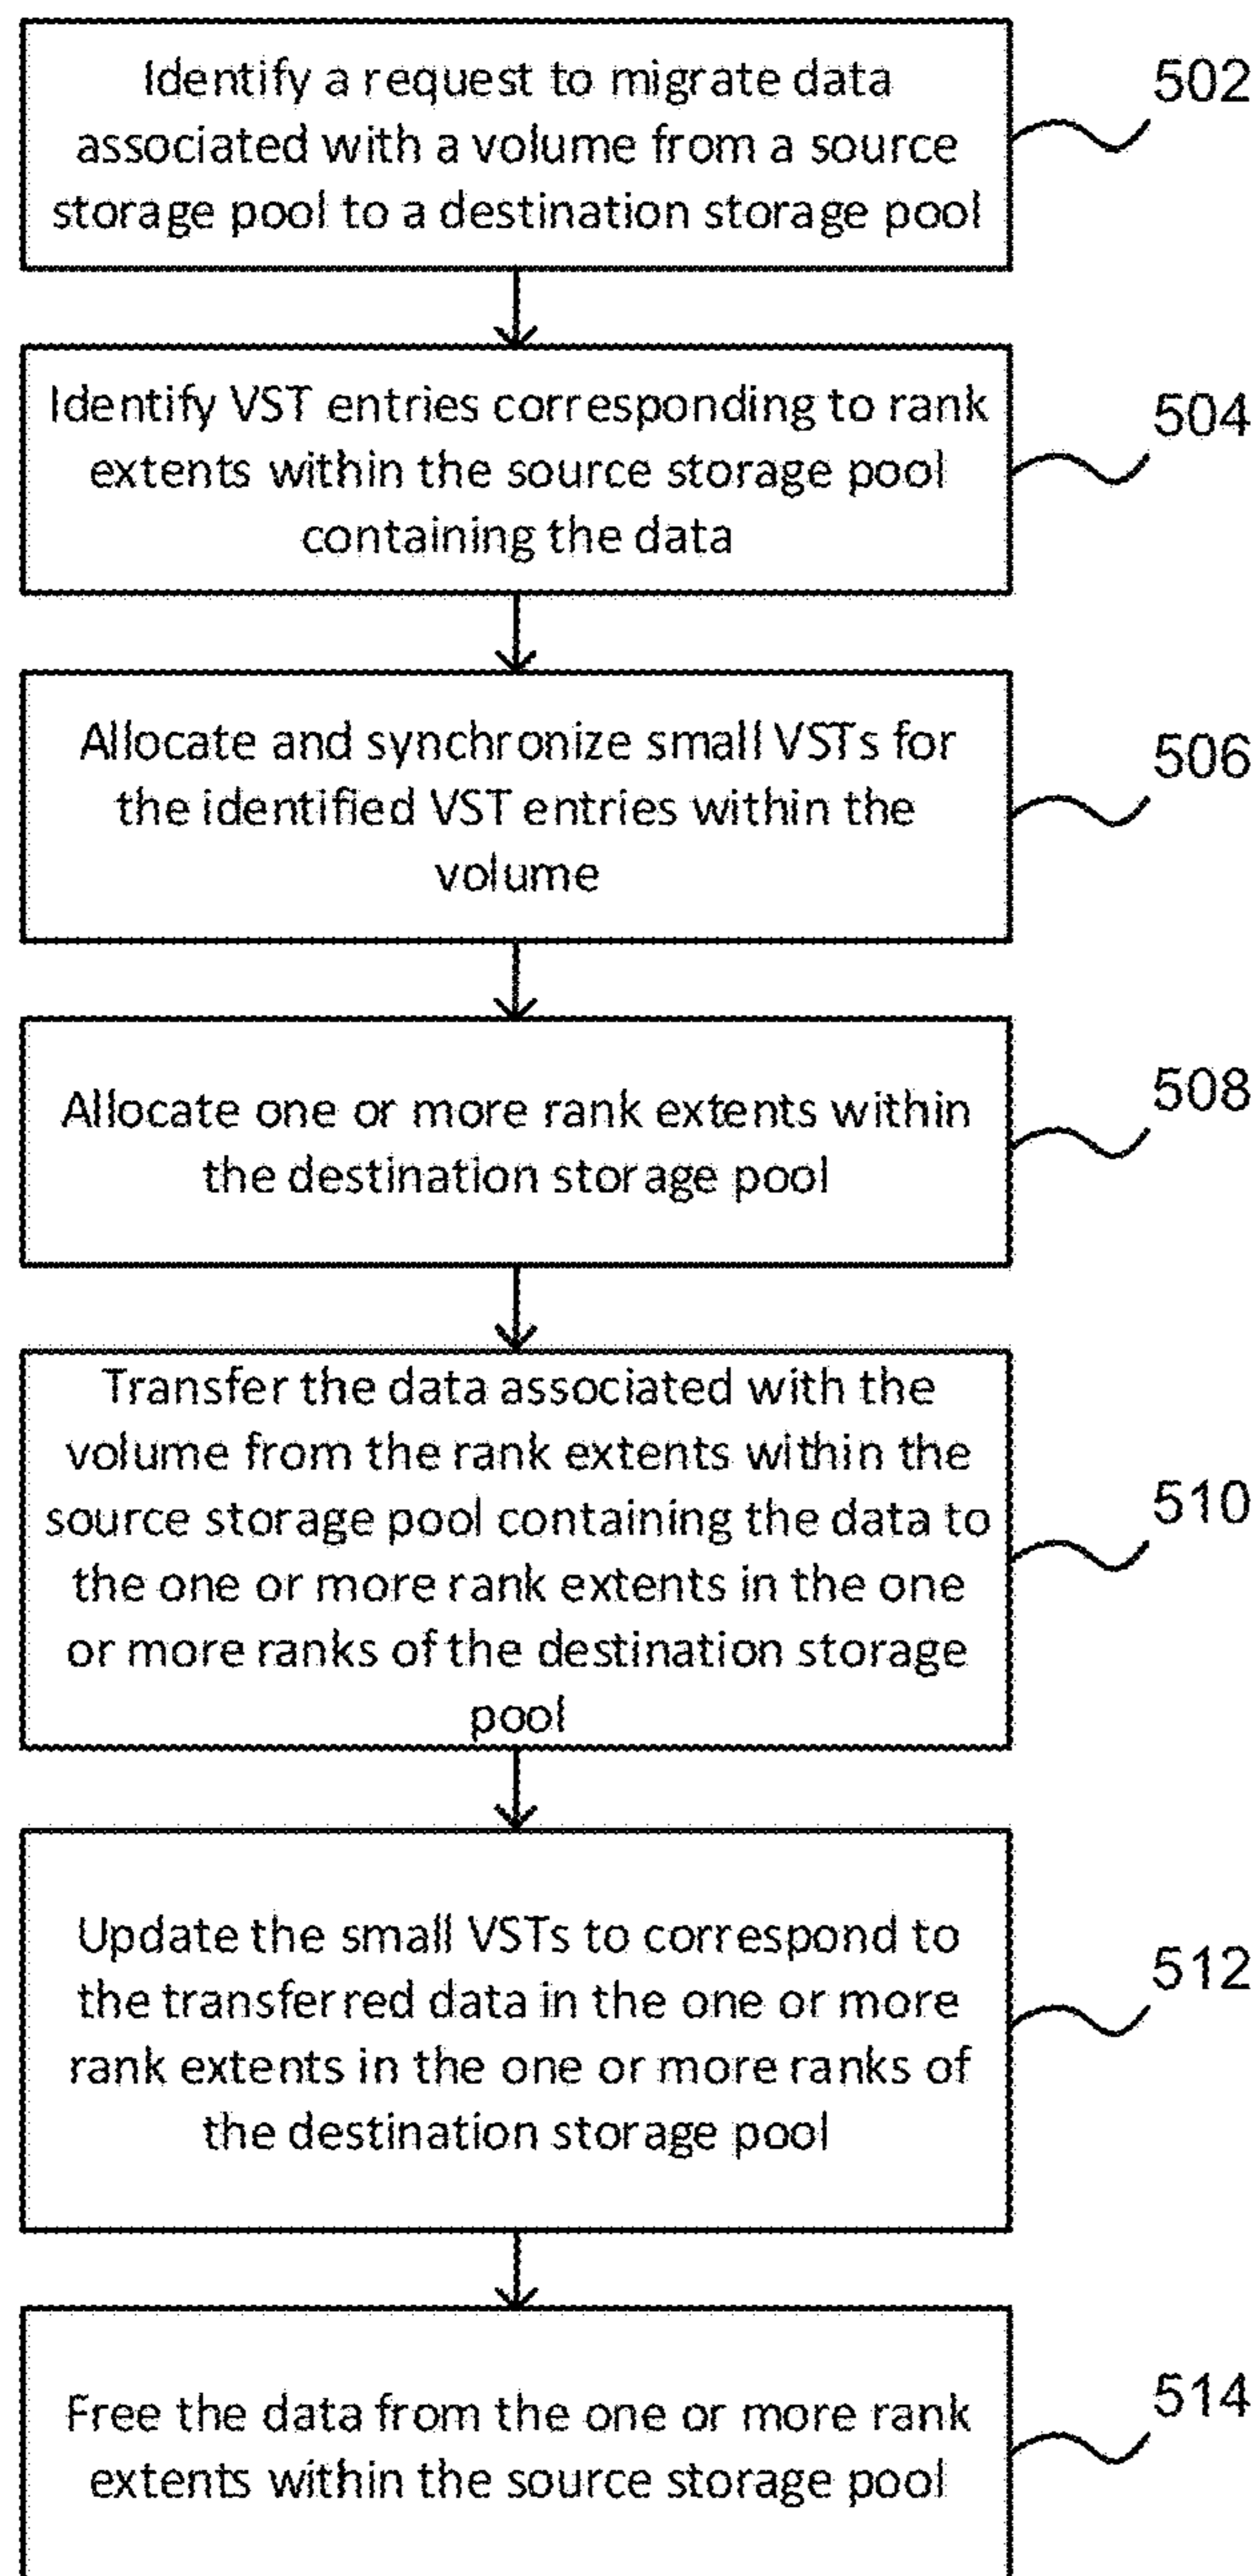 Identify a request to migrate data
associated with a volume from a source
storage pool to a destination storage pool
502
Identify VST entries corresponding to rank
extents within the source storage pool
containing the data
504
Allocate and synchronize small VSTs for
the identified VST entries within the
volume
506
Allocate one or more rank extents within
the destination storage pool
508
Transfer the data associated with the
volume from the rank extents within the
source storage pool containing the data to
the one or more rank extents in the one
or more ranks of the destination storage
pool
510
Update the small VSTs to correspond to
the transferred data in the one or more
rank extents in the one or more ranks of
the destination storage pool
512
Free the data from the one or more rank
extents within the source storage pool
514